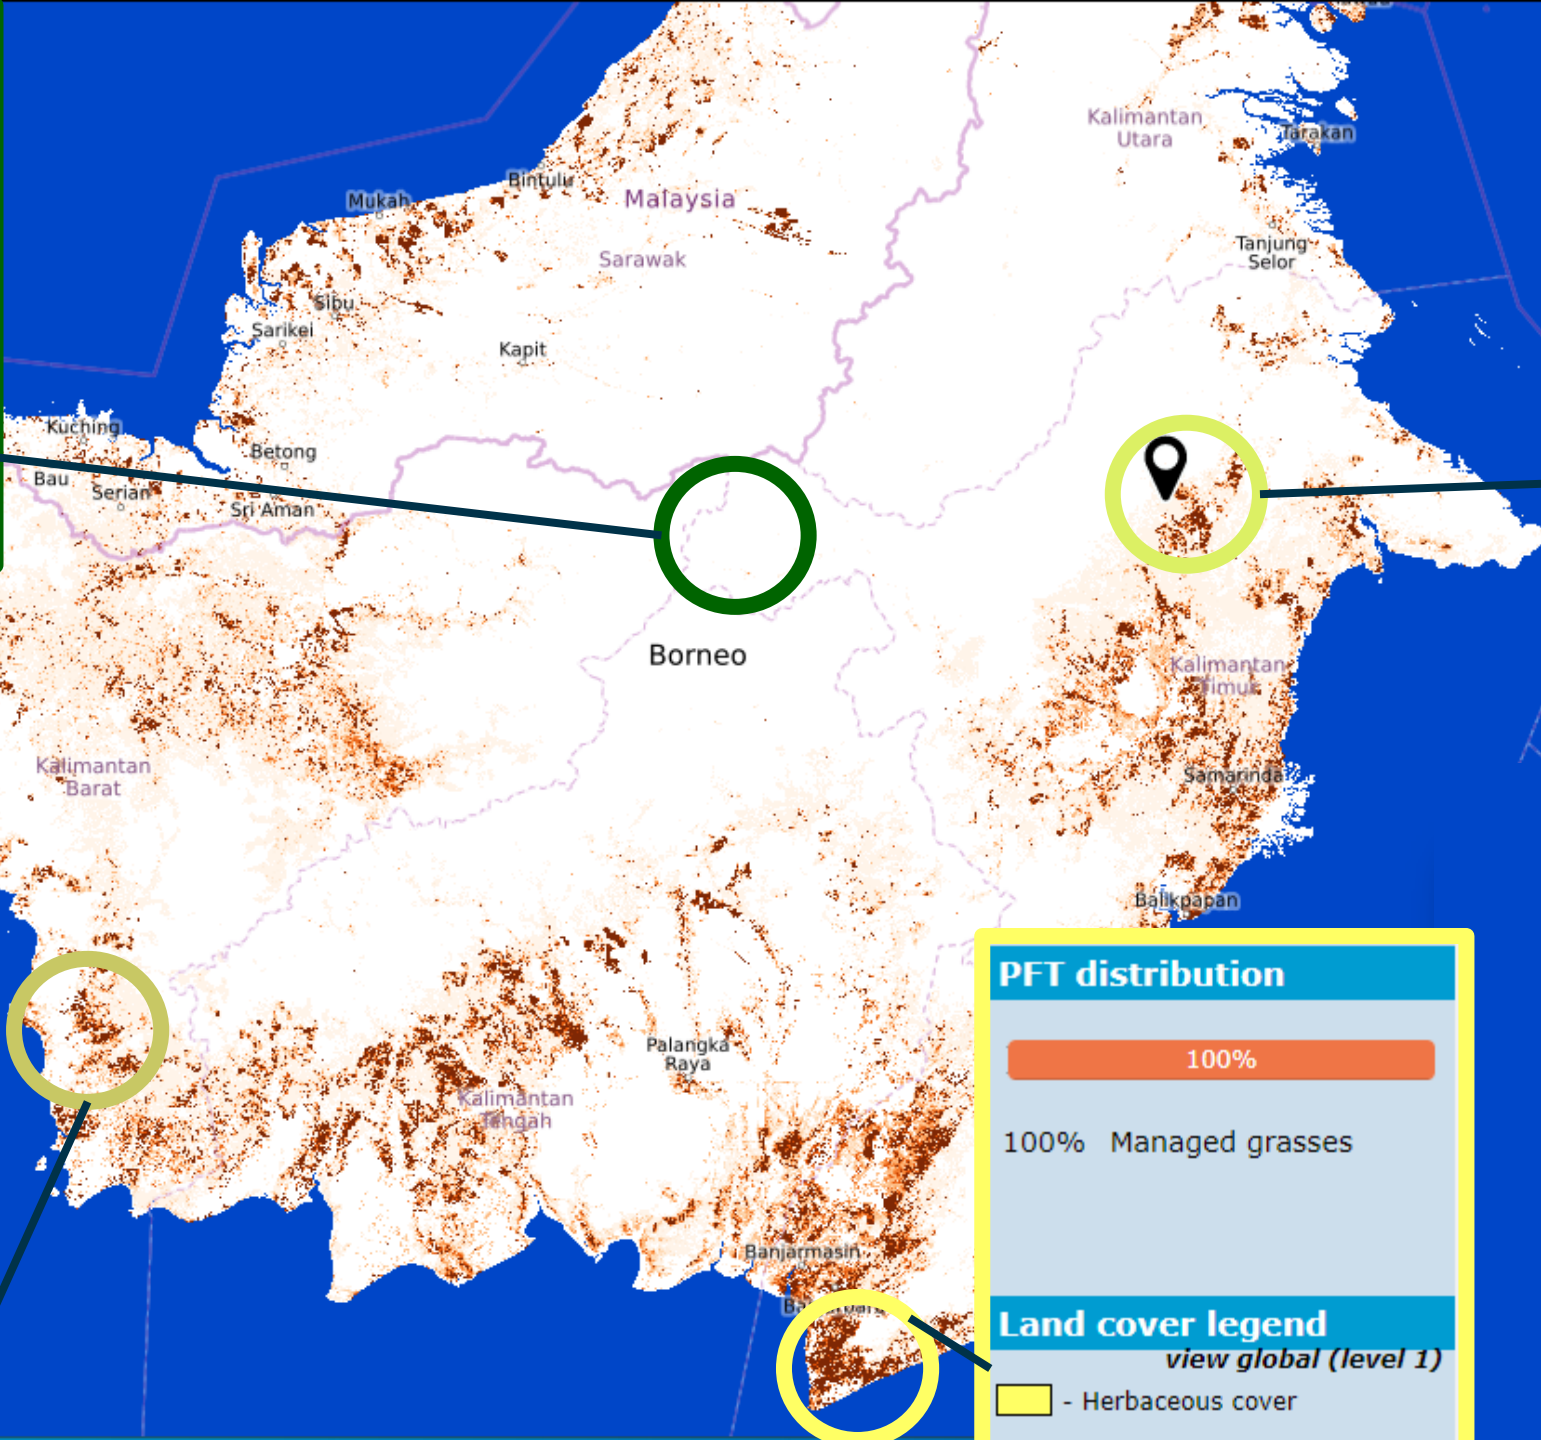 Kalimantan
Utara
Tarakan
Bintulu
Mukah
Malaysia
Sarawak
Tanjung
Selor
Sibu
Sarikei
Kapit
Kuching
Betong
Bau
Serian
Sri Aman
Borneo
Kalimantan
Timur
Kalimantan
Barat
Samarinda
Balikpapan
Palangka
Raya
Kalimantan
Tengah
Banjarmasin
PFT distribution
100%
100% Managed grasses
Land cover legend
view global (level 1)
- Herbaceous cover